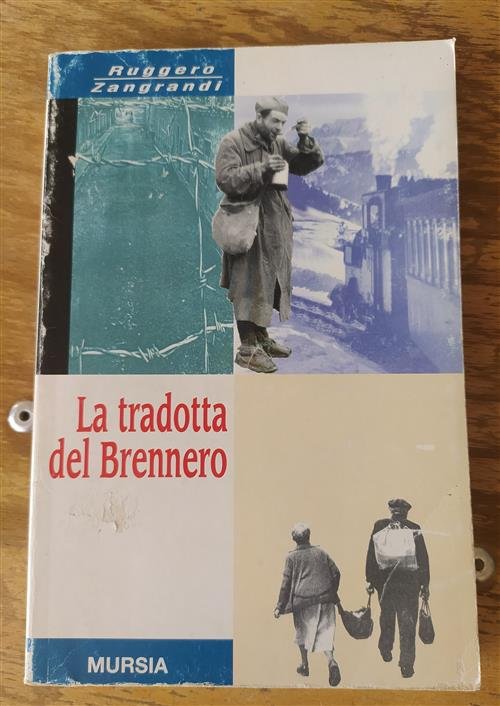 Ruggero
Zangrandi
La tradotta
del Brennero
MURSIA